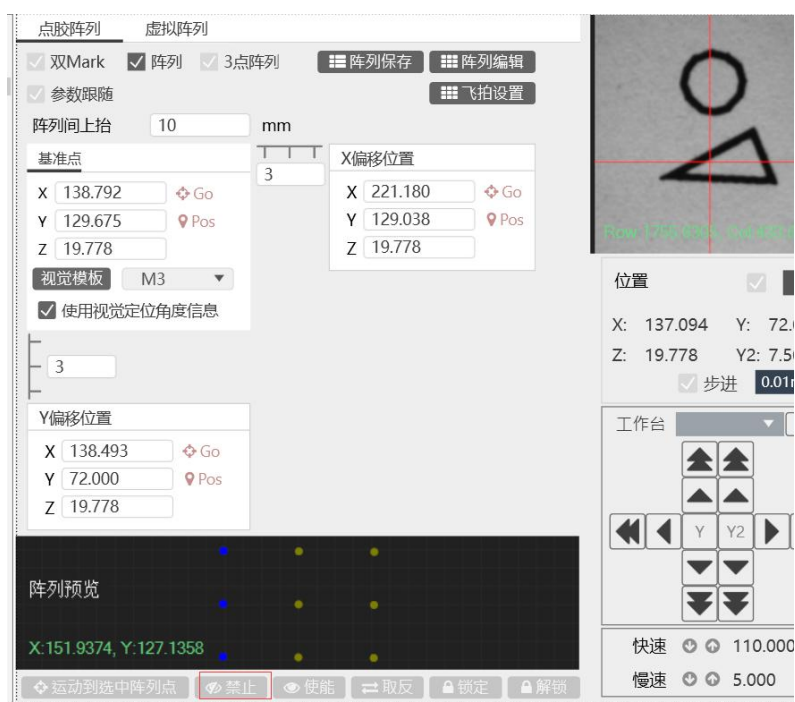 点胶阵列 虚拟阵列
双Mark 阵列 3点阵列 阵列保存 阵列编辑
参数跟随 飞拍设置
阵列间上抬 10 mm
基准点
X 138.792 Go
Y 129.675 Pos
Z 19.778
视觉模板 M3
使用视觉定位角度信息
3
X偏移位置
X 221.180 Go
Y 129.038 Pos
Z 19.778
3
Y偏移位置
X 138.493 Go
Y 72.000 Pos
Z 19.778
阵列预览
X:151.9374, Y:127.1358
运动到选中阵列点 禁止 使能 取反 锁定 解锁
位置
X: 137.094 Y:
Z: 19.778 Y2:
步进
工作台
Y Y2
快速 110.000
慢速 5.000